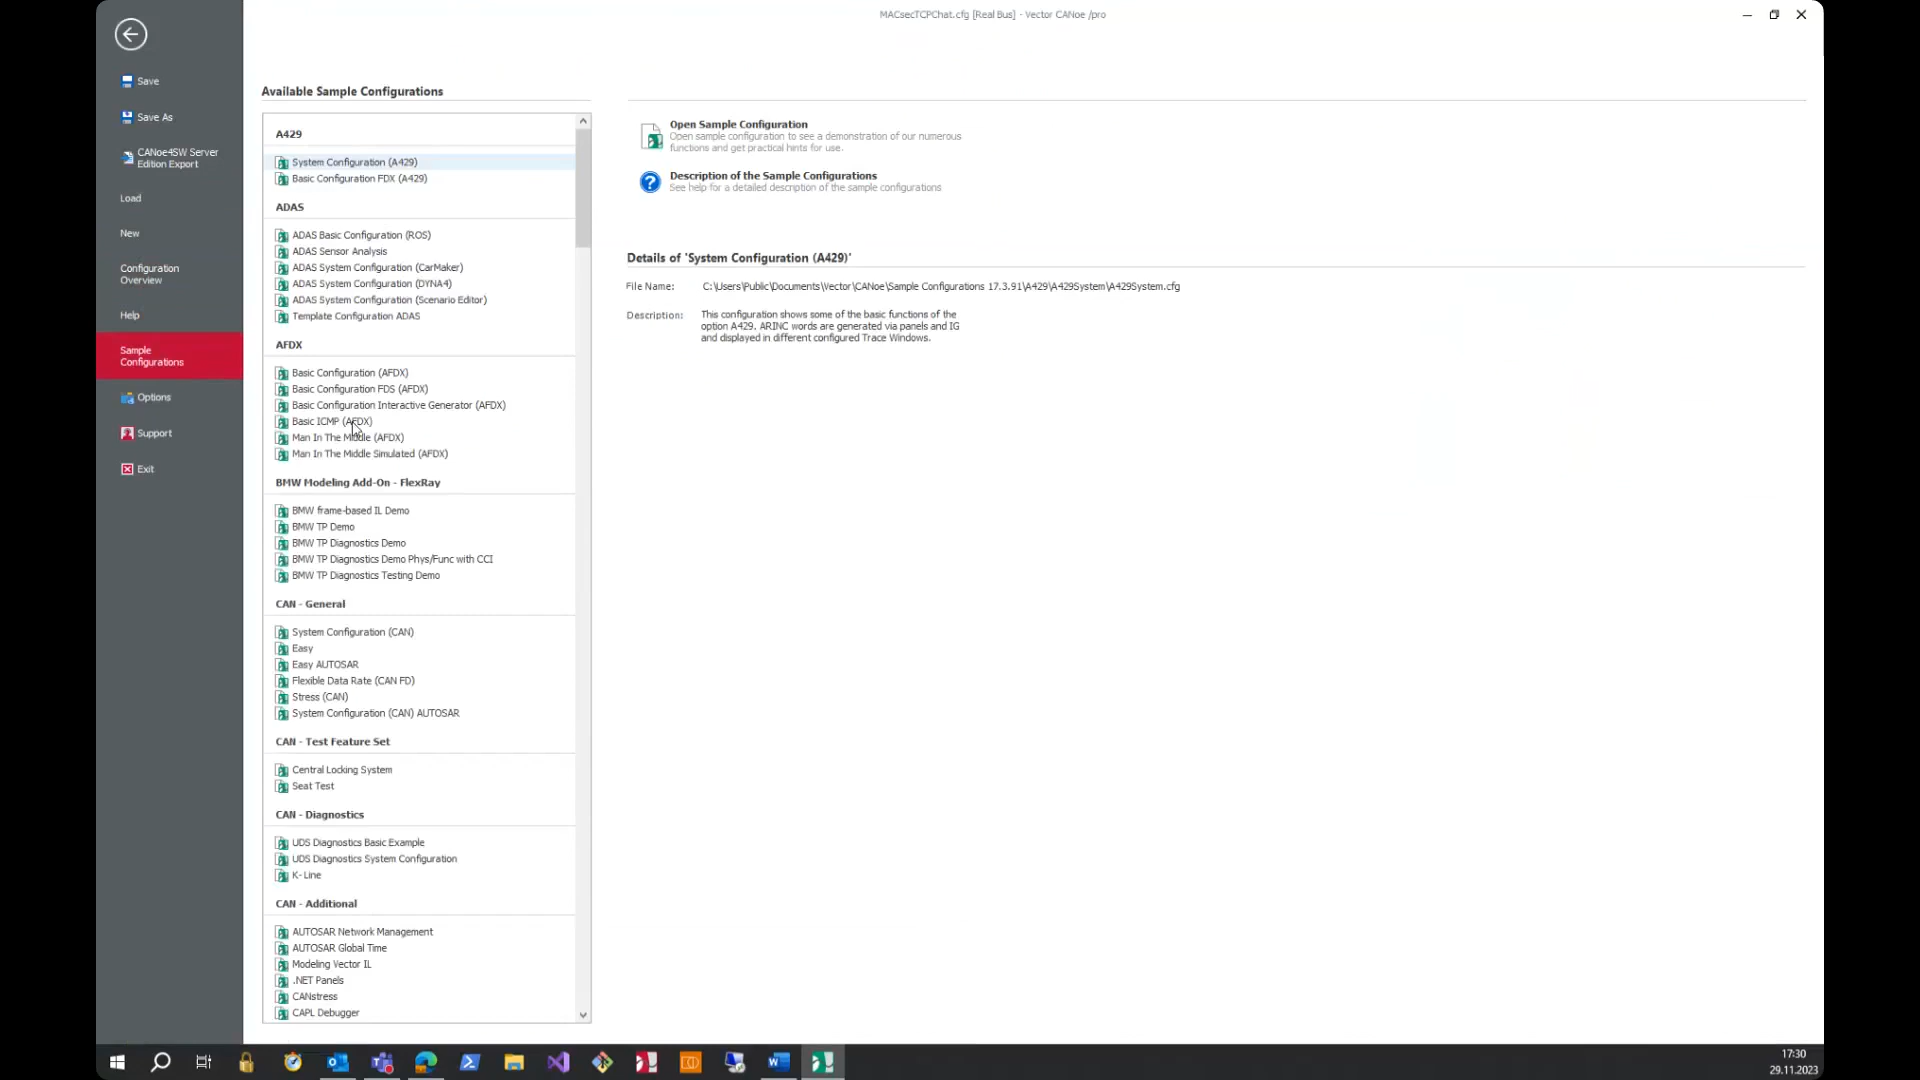 MACsecTCPChat.cfg [Real Bus] - Vector CANoe /pro
Save
Save As
CANoe4SW Server
Edition Export
Load
New
Configuration
Overview
Help
Sample
Configurations
Options
Support
Exit
Available Sample Configurations
A429
System Configuration (A429)
Basic Configuration FDX (A429)
ADAS
ADAS Basic Configuration (ROS)
ADAS Sensor Analysis
ADAS System Configuration (CarMaker)
ADAS System Configuration (DYNA4)
ADAS System Configuration (Scenario Editor)
Template Configuration ADAS
AFDX
Basic Configuration (AFDX)
Basic Configuration FDS (AFDX)
Basic Configuration Interactive Generator (AFDX)
Basic ICMP (AFDX)
Man In The Middle (AFDX)
Man In The Middle Simulated (AFDX)
BMW Modeling Add-On - FlexRay
BMW frame-based IL Demo
BMW TP Demo
BMW TP Diagnostics Demo
BMW TP Diagnostics Demo Phys/Func with CCI
BMW TP Diagnostics Testing Demo
CAN - General
System Configuration (CAN)
Easy
Easy AUTOSAR
Flexible Data Rate (CAN FD)
Stress (CAN)
System Configuration (CAN) AUTOSAR
CAN - Test Feature Set
Central Locking System
Seat Test
CAN - Diagnostics
UDS Diagnostics Basic Example
UDS Diagnostics System Configuration
K-Line
CAN - Additional
AUTOSAR Network Management
AUTOSAR Global Time
Modeling Vector IL
.NET Panels
CANstress
CAPL Debugger
Open Sample Configuration
Open sample configuration to see a demonstration of our numerous
functions and get practical hints for use.
Description of the Sample Configurations
See help for a detailed description of the sample configurations
Details of 'System Configuration (A429)'
File Name: C:\Users\Public\Documents\Vector\CANoe\Sample Configurations 17.3.91\A429\A429System\A429System.cfg
Description: This configuration shows some of the basic functions of the
option A429. ARINC words are generated via panels and IG
and displayed in different configured Trace Windows.
17:30
29.11.2023